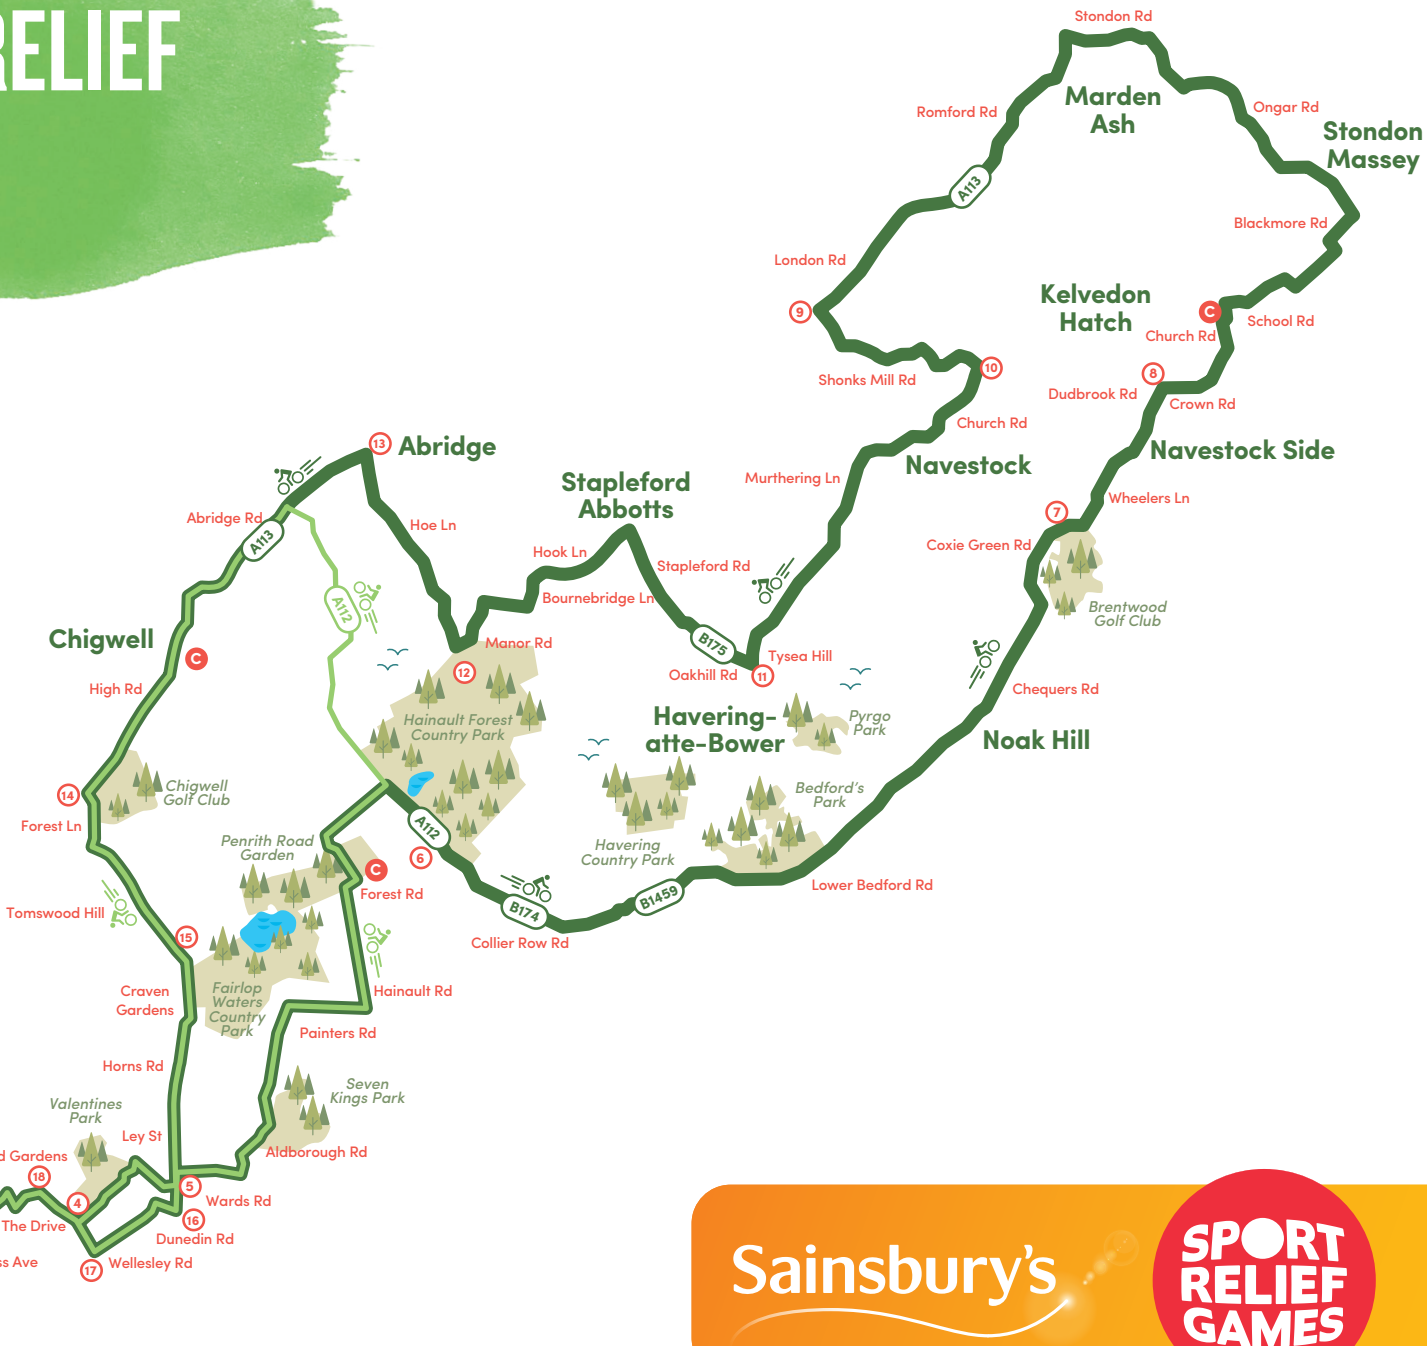 RELIEF
Stondon Rd
Marden
Ash
Romford Rd
Ongar Rd
Stondon
Massey
A113
Blackmore Rd
London Rd
Kelvedon
Hatch
9
C
School Rd
Church Rd
10
8
Shonks Mill Rd
Dudbrook Rd
Crown Rd
Church Rd
13
Abridge
Navestock
Navestock Side
Stapleford
Abbotts
Murthering Ln
Wheelers Ln
7
Abridge Rd
A113
Hoe Ln
Hook Ln
Coxie Green Rd
Stapleford Rd
A112
Bournebridge Ln
Brentwood
Golf Club
Chigwell
C
Manor Rd
B175
Tysea Hill
12
Oakhill Rd
11
High Rd
Chequers Rd
Hainault Forest
Country Park
Havering-
atte-Bower
Pyrgo
Park
Noak Hill
14
Chigwell
Golf Club
Bedford's
Park
Forest Ln
A112
Penrith Road
Garden
6
Havering
Country Park
C
Forest Rd
Lower Bedford Rd
B1459
B174
Tomswood Hill
15
Collier Row Rd
Craven
Gardens
Fairlop
Waters
Country
Park
Hainault Rd
Painters Rd
Horns Rd
Seven
Kings Park
Valentines
Park
Ley St
d Gardens
Aldborough Rd
18
5
4
Wards Rd
The Drive
16
Dunedin Rd
ss Ave
17
Wellesley Rd
Sainsbury's
SPORT
RELIEF
GAMES